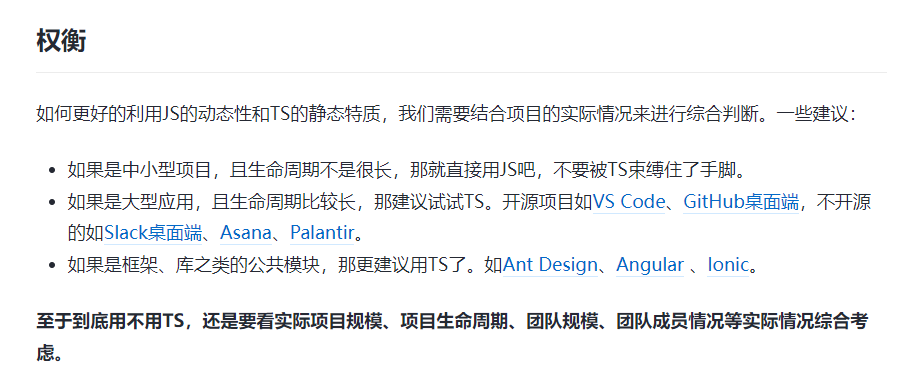 权衡
如何更好的利用JS的动态性和TS的静态特质，我们需要结合项目的实际情况来进行综合判断。一些建议：
如果是中小型项目，且生命周期不是很长，那就直接用JS吧，不要被TS束缚住了手脚。
如果是大型应用，且生命周期比较长，那建议试试TS。开源项目如VS Code、GitHub桌面端，不开源
的如Slack桌面端、Asana、Palantir。
如果是框架、库之类的公共模块，那更建议用TS了。如Ant Design、Angular 、Ionic。
至于到底用不用TS，还是要看实际项目规模、项目生命周期、团队规模、团队成员情况等实际情况综合考
虑。